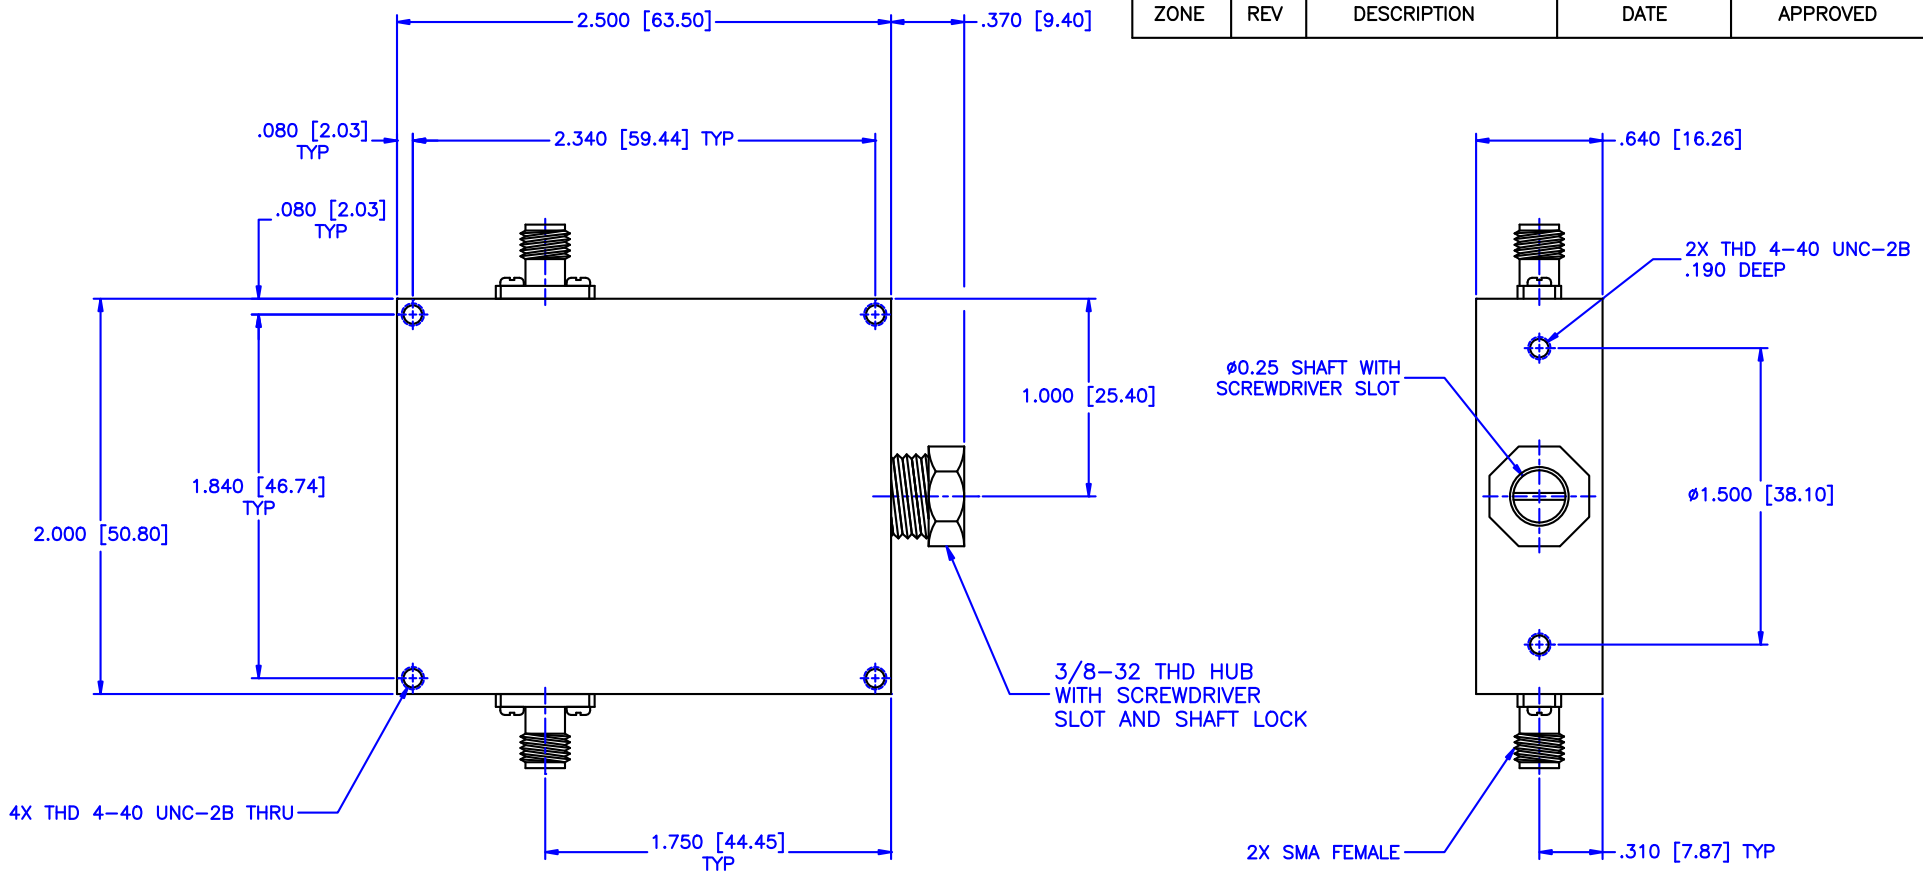 ZONE REV DESCRIPTION DATE APPROVED
2.500 [63.50]
.370 [9.40]
.080 [2.03]
TYP
2.340 [59.44] TYP
.640 [16.26]
.080 [2.03]
TYP
2X THD 4-40 UNC-2B
.190 DEEP
ø0.25 SHAFT WITH
SCREWDRIVER SLOT
1.000 [25.40]
1.840 [46.74]
TYP
ø1.500 [38.10]
2.000 [50.80]
3/8-32 THD HUB
WITH SCREWDRIVER
SLOT AND SHAFT LOCK
4X THD 4-40 UNC-2B THRU
1.750 [44.45]
TYP
2X SMA FEMALE
.310 [7.87] TYP